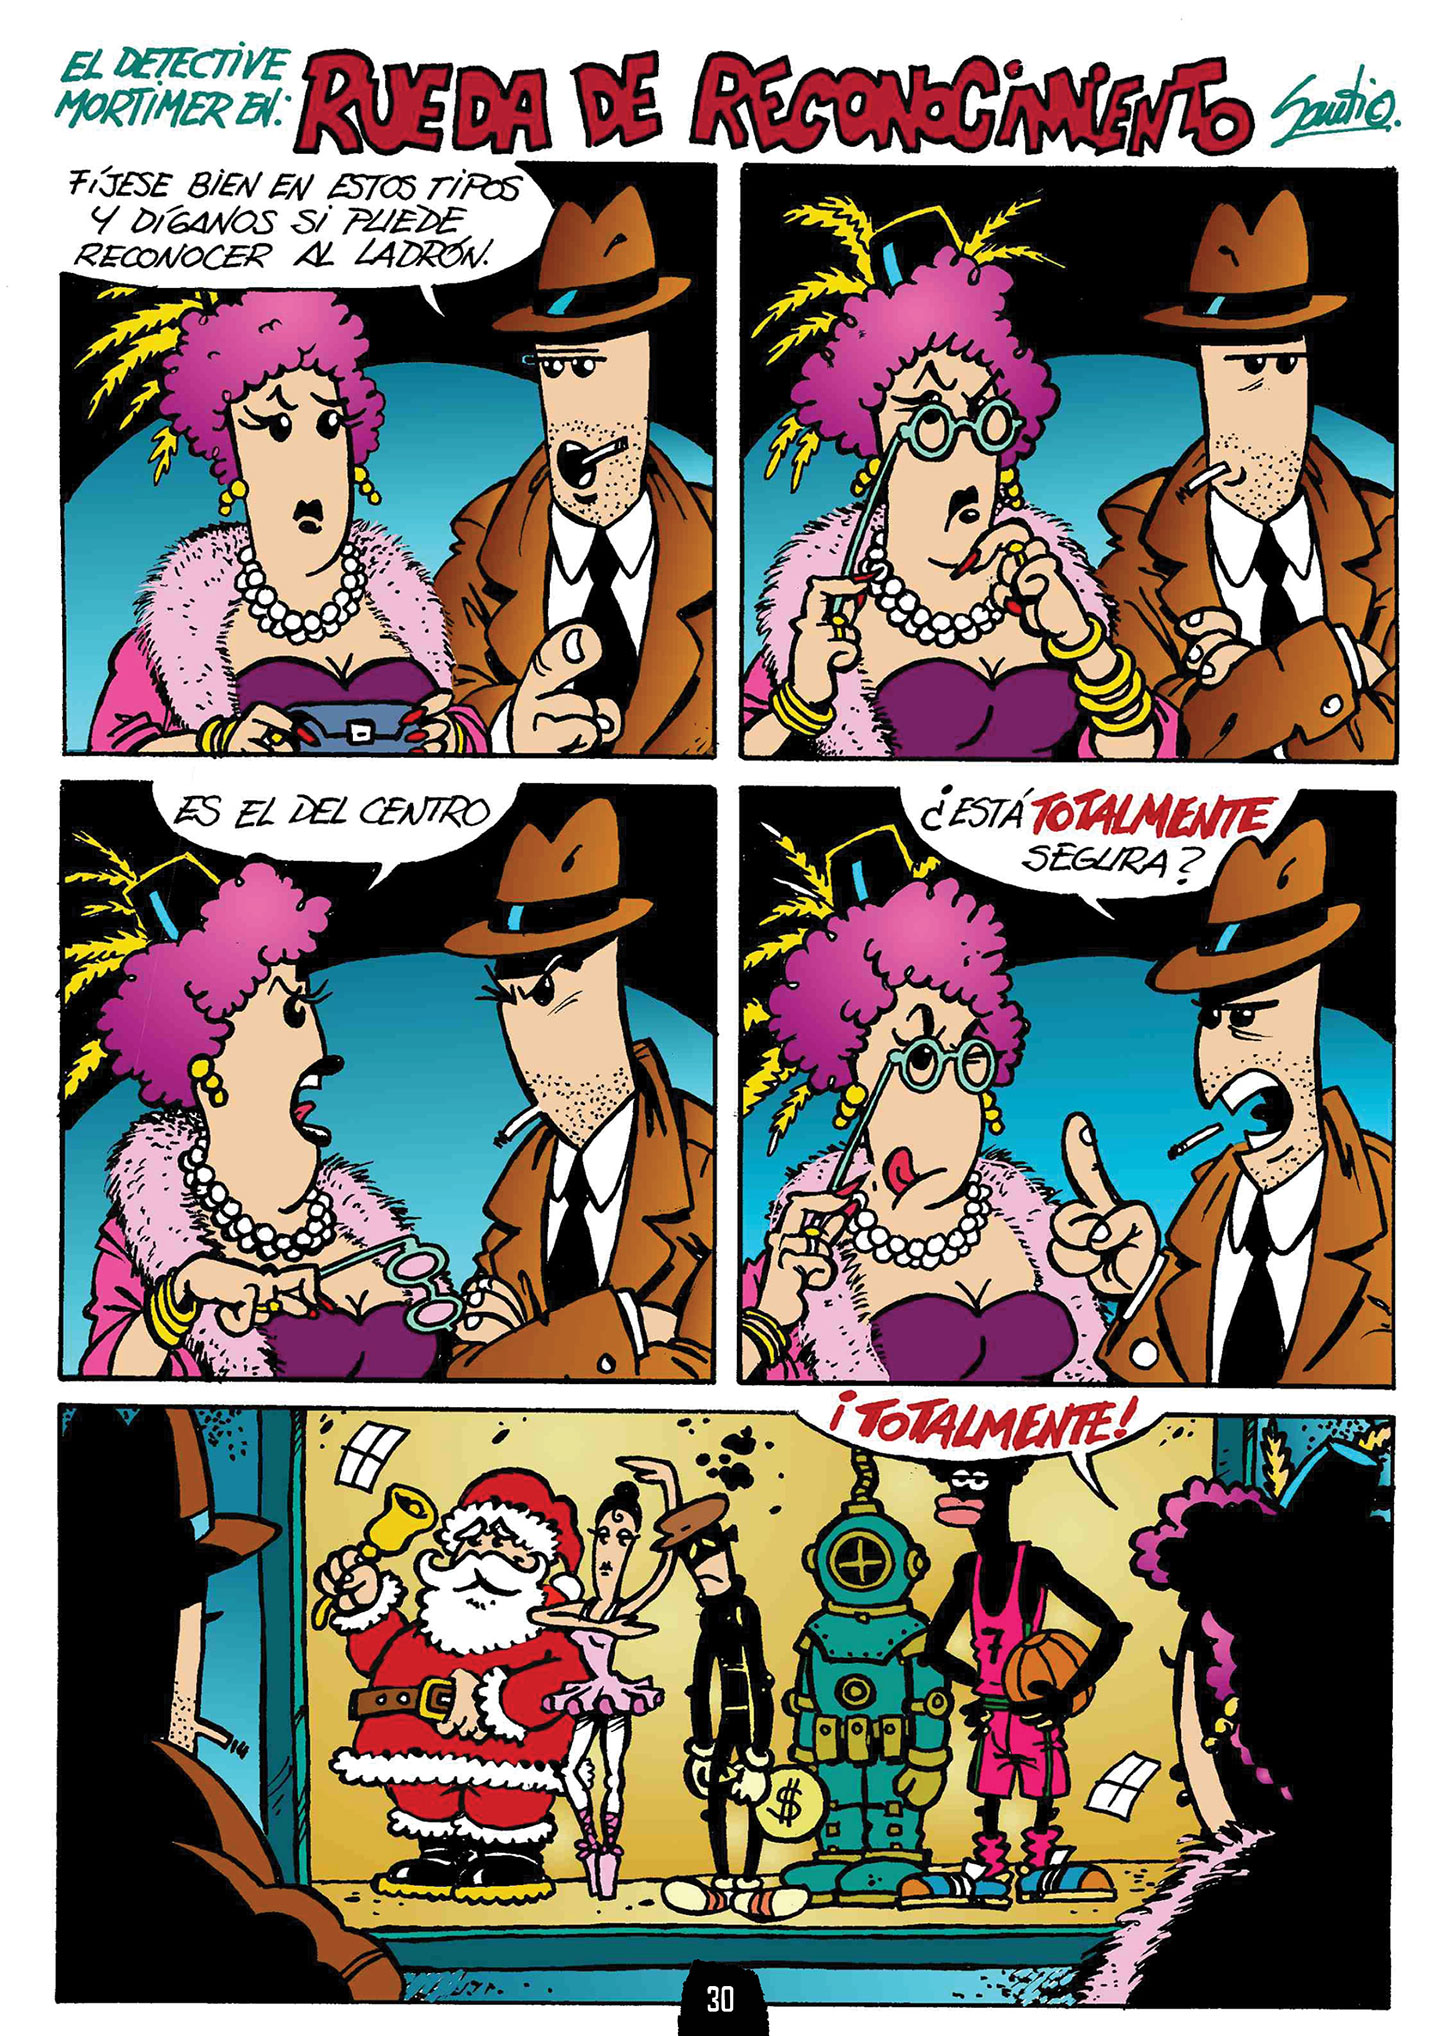 EL DETECTIVE
MORTIMER EN:
RUEDA DE RECONOCIMIENTO
FÍJESE BIEN EN ESTOS TIPOS
Y DÍGANOS SI PUEDE
RECONOCER AL LADRÓN.
ES EL DEL CENTRO
¿ESTÁ TOTALMENTE
SEGURA?
¡TOTALMENTE!
7
$
30